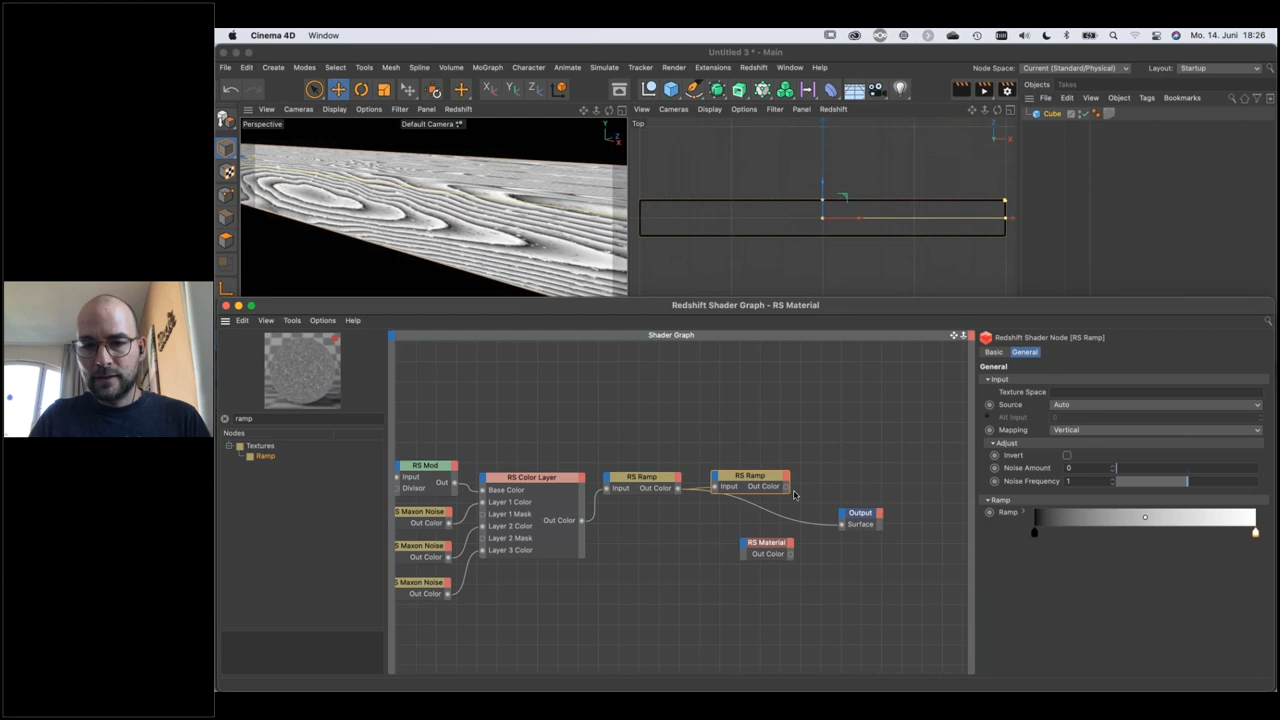 Cinema 4D Window Mo. 14. Juni 18:26
Untitled 3 * - Main
File Edit Create Modes Select Tools Mesh Spline Volume MoGraph Character Animate Simulate Tracker Render Extensions Redshift Window Help Node Space: Current (Standard/Physical) Layout: Startup
Objects Takes
File Edit View Object Tags Bookmarks
View Cameras Display Options Filter Panel Redshift
View Cameras Display Options Filter Panel Redshift
Cube
Perspective Default Camera
Y
Z
X
Top
Z
Y X
Redshift Shader Graph - RS Material
Edit View Tools Options Help
Shader Graph
ramp
Nodes
Textures
Ramp
RS Mod
Input Out
Divisor
S Maxon Noise
Out Color
S Maxon Noise
Out Color
S Maxon Noise
Out Color
RS Color Layer
Base Color
Layer 1 Color
Layer 1 Mask
Out Color
Layer 2 Color
Layer 2 Mask
Layer 3 Color
RS Ramp
Input Out Color
RS Ramp
Input Out Color
Output
Surface
RS Material
Out Color
Redshift Shader Node [RS Ramp]
Basic General
General
Input
Texture Space
Source Auto
Alt Input 0
Mapping Vertical
Adjust
Invert
Noise Amount 0
Noise Frequency 1
Ramp
Ramp